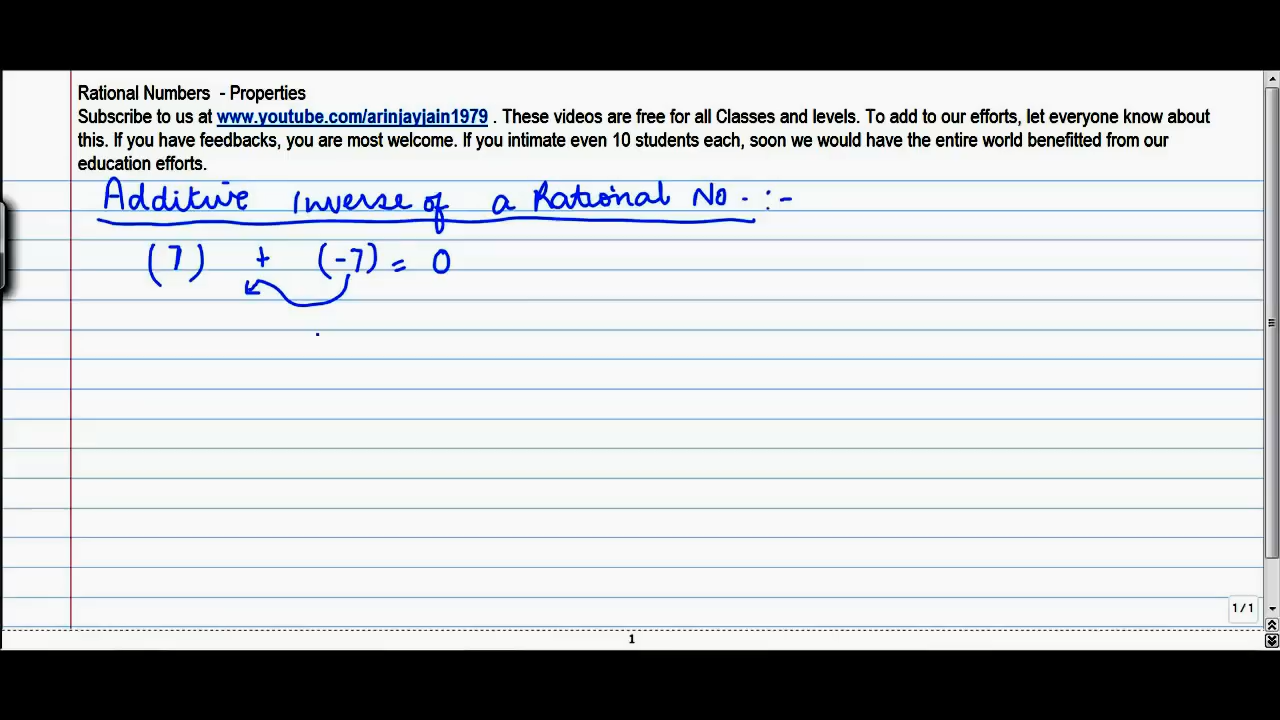 Rational Numbers - Properties
Subscribe to us at www.youtube.com/arinjayjain1979 . These videos are free for all Classes and levels. To add to our efforts, let everyone know about
this. If you have feedbacks, you are most welcome. If you intimate even 10 students each, soon we would have the entire world benefitted from our
education efforts.
Additive Inverse of a Rational No. :-
(7) + (-7) = 0
1/1
1